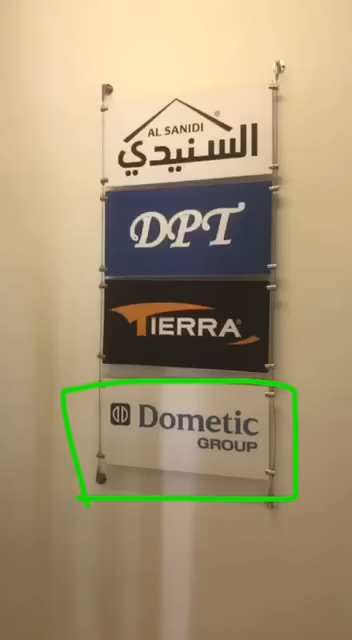 AL SANIDI
السنيدي
DPT
TIERRA
Dometic
GROUP